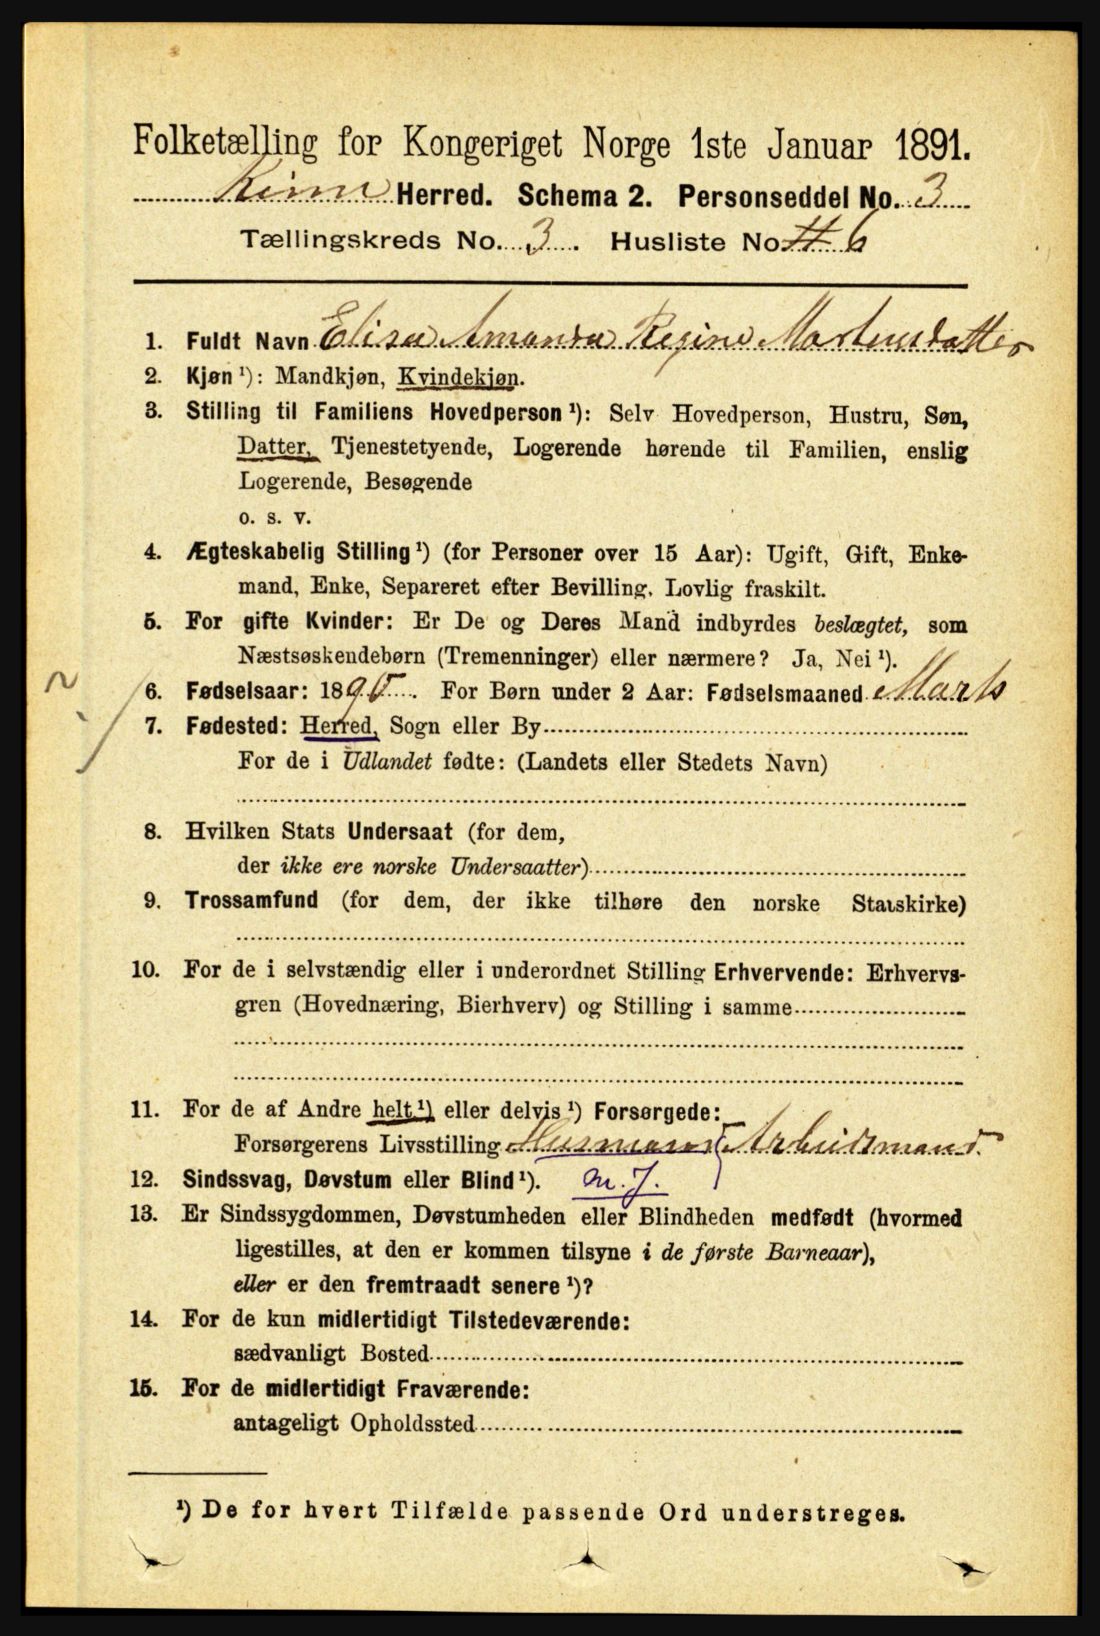 Folketælling for Kongeriget Norge 1ste Januar 1891.
Kinn Herred. Schema 2. Personseddel No. 3
Tællingskreds No. 3. Husliste No. 6
1. Fuldt Navn Elisa Amanda Regine Martinsdatter
2. Kjøn ¹): Mandkjøn, Kvindekjøn.
3. Stilling til Familiens Hovedperson ¹): Selv Hovedperson, Hustru, Søn,
Datter, Tjenestetyende, Logerende hørende til Familien, enslig
Logerende, Besøgende
o. s. v.
4. Ægteskabelig Stilling ¹) (for Personer over 15 Aar): Ugift, Gift, Enke-
mand, Enke, Separeret efter Bevilling, Lovlig fraskilt.
5. For gifte Kvinder: Er De og Deres Mand indbyrdes beslægtet, som
Næstsøskendebørn (Tremenninger) eller nærmere? Ja, Nei ¹).
6. Fødselsaar: 1890. For Børn under 2 Aar: Fødselsmaaned Marts
7. Fødested: Herred, Sogn eller By
For de i Udlandet fødte: (Landets eller Stedets Navn)
8. Hvilken Stats Undersaat (for dem,
der ikke ere norske Undersaatter)
9. Trossamfund (for dem, der ikke tilhøre den norske Statskirke)
10. For de i selvstændig eller i underordnet Stilling Erhvervende: Erhvervs-
gren (Hovednæring, Bierhverv) og Stilling i samme
11. For de af Andre helt ¹) eller delvis ¹) Forsørgede:
Forsørgerens Livsstilling Husmand Arbeidsmand
12. Sindssvag, Døvstum eller Blind ¹). m. J.
13. Er Sindssygdommen, Døvstumheden eller Blindheden medfødt (hvormed
ligestilles, at den er kommen tilsyne i de første Barneaar),
eller er den fremtraadt senere ¹)?
14. For de kun midlertidigt Tilstedeværende:
sædvanligt Bosted
15. For de midlertidigt Fraværende:
antageligt Opholdssted
¹) De for hvert Tilfælde passende Ord understreges.